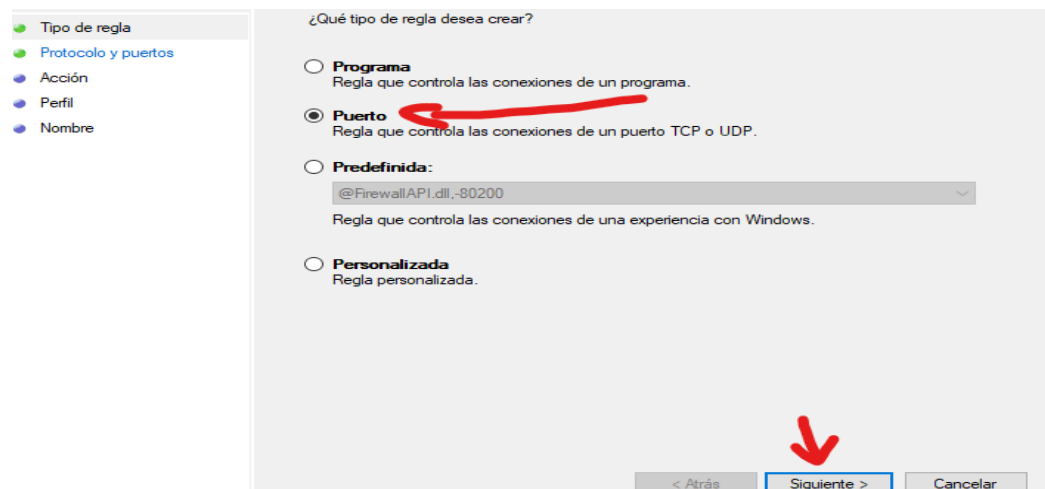 Tipo de regla
Protocolo y puertos
Acción
Perfil
Nombre
¿Qué tipo de regla desea crear?
Programa
Regla que controla las conexiones de un programa.
Puerto
Regla que controla las conexiones de un puerto TCP o UDP.
Predefinida:
@FirewallAPI.dll,-80200
Regla que controla las conexiones de una experiencia con Windows.
Personalizada
Regla personalizada.
< Atrás Siguiente > Cancelar